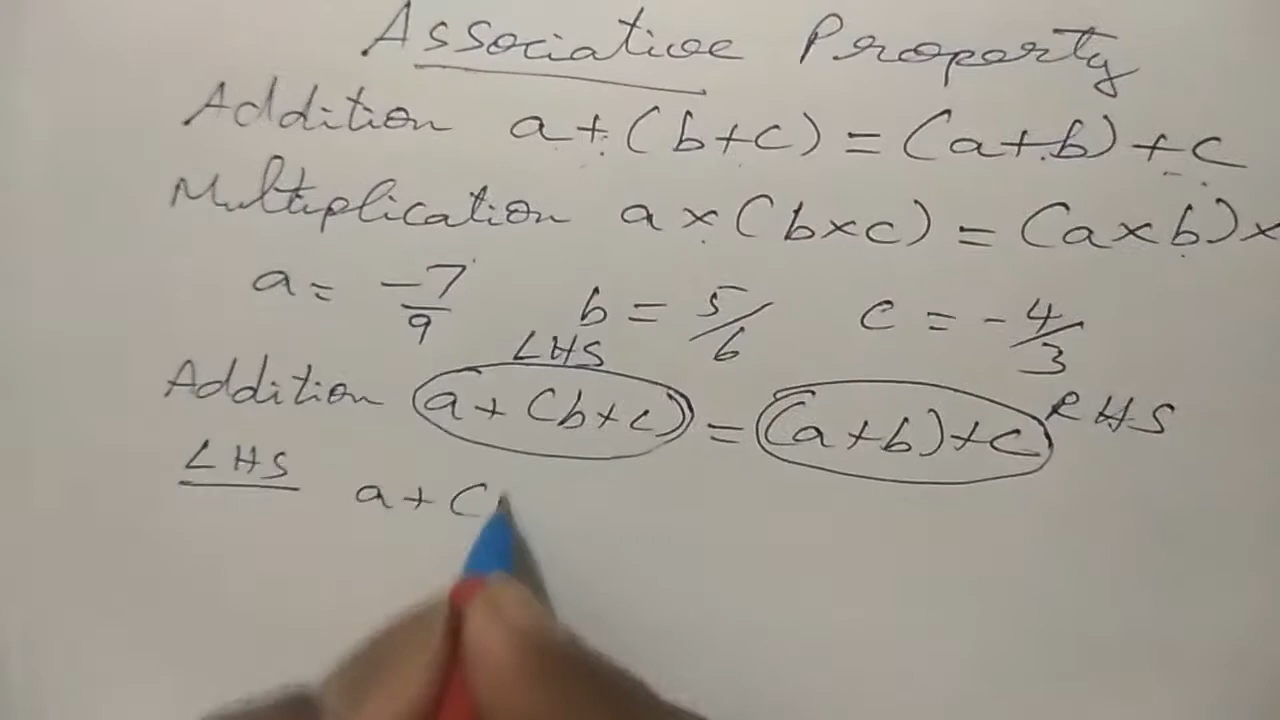 Associative Property
Addition a+(b+c) = (a+b)+c
Multiplication a×(b×c) = (a×b)×
a = -7/9 b = 5/6 c = -4/3
LHS
Addition (a+(b+c)) = ((a+b)+c) RHS
LHS a+(